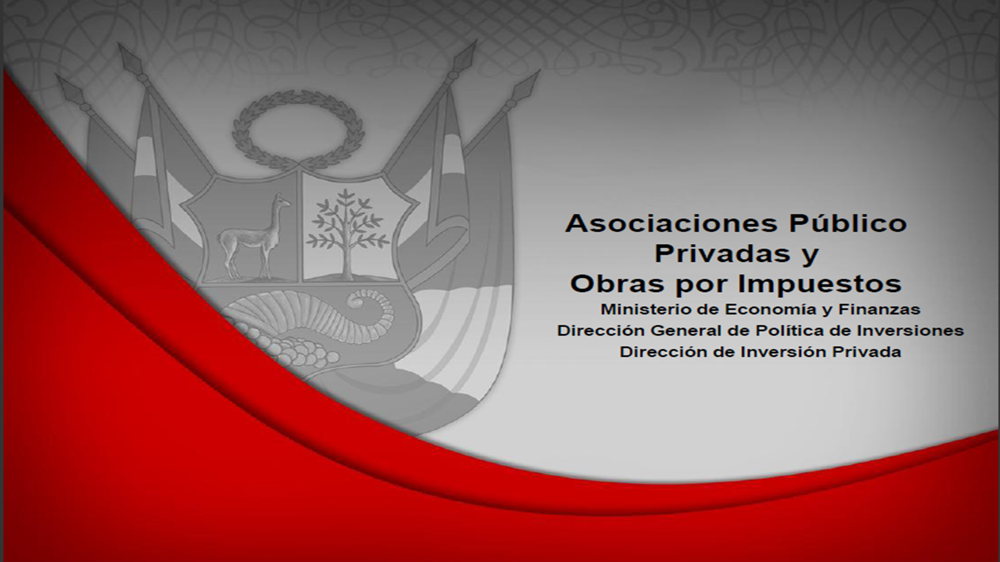 Asociaciones Público
Privadas y
Obras por Impuestos
Ministerio de Economía y Finanzas
Dirección General de Política de Inversiones
Dirección de Inversión Privada